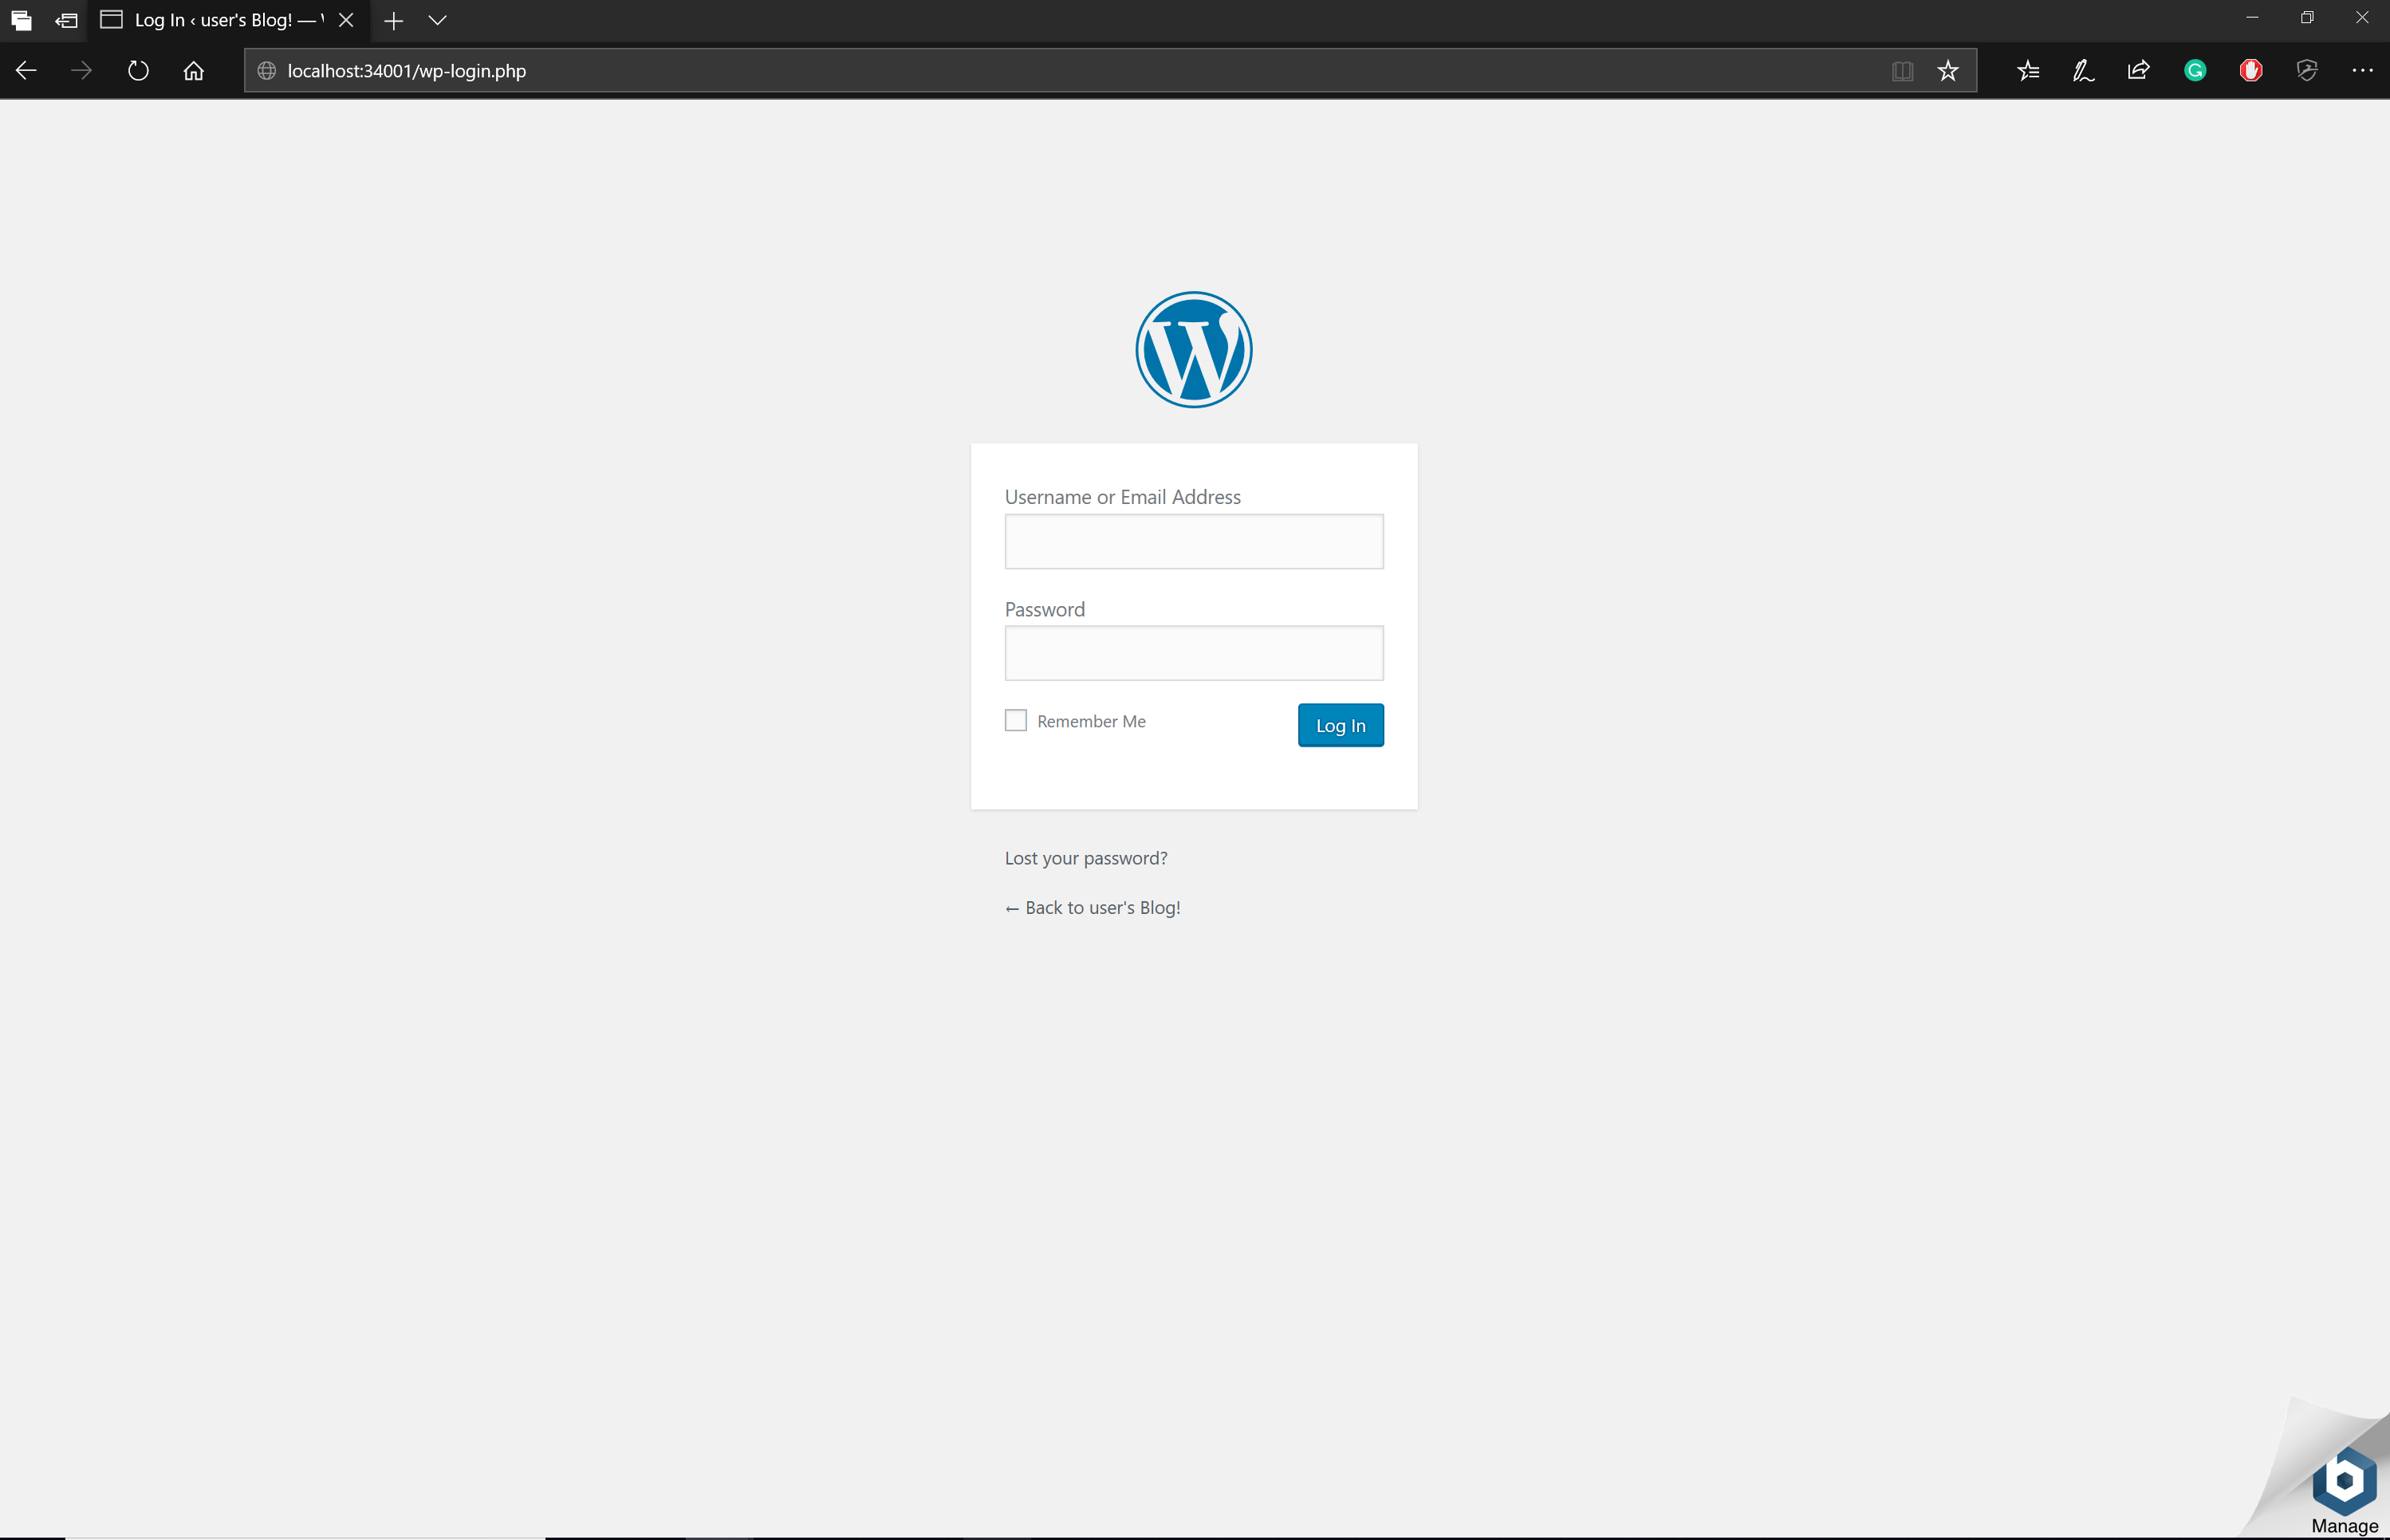 Log In ‹ user's Blog! —
localhost:34001/wp-login.php
Username or Email Address
Password
Remember Me
Log In
Lost your password?
← Back to user's Blog!
Manage